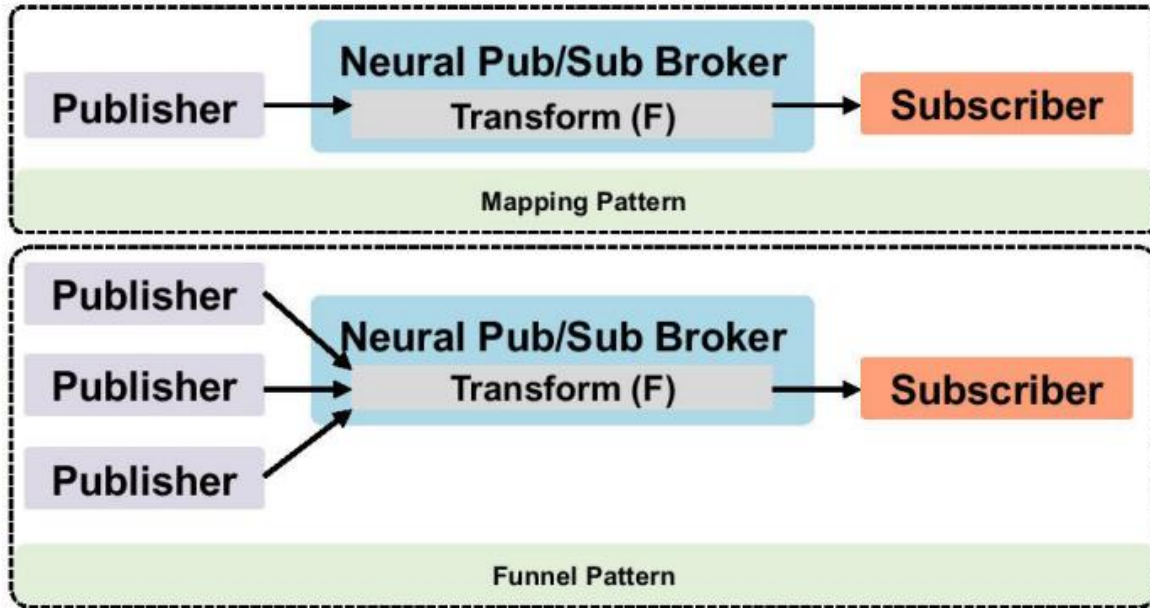 Neural Pub/Sub Broker
Publisher
Transform (F)
Subscriber
Mapping Pattern
Publisher
Neural Pub/Sub Broker
Publisher
Transform (F)
Subscriber
Publisher
Funnel Pattern